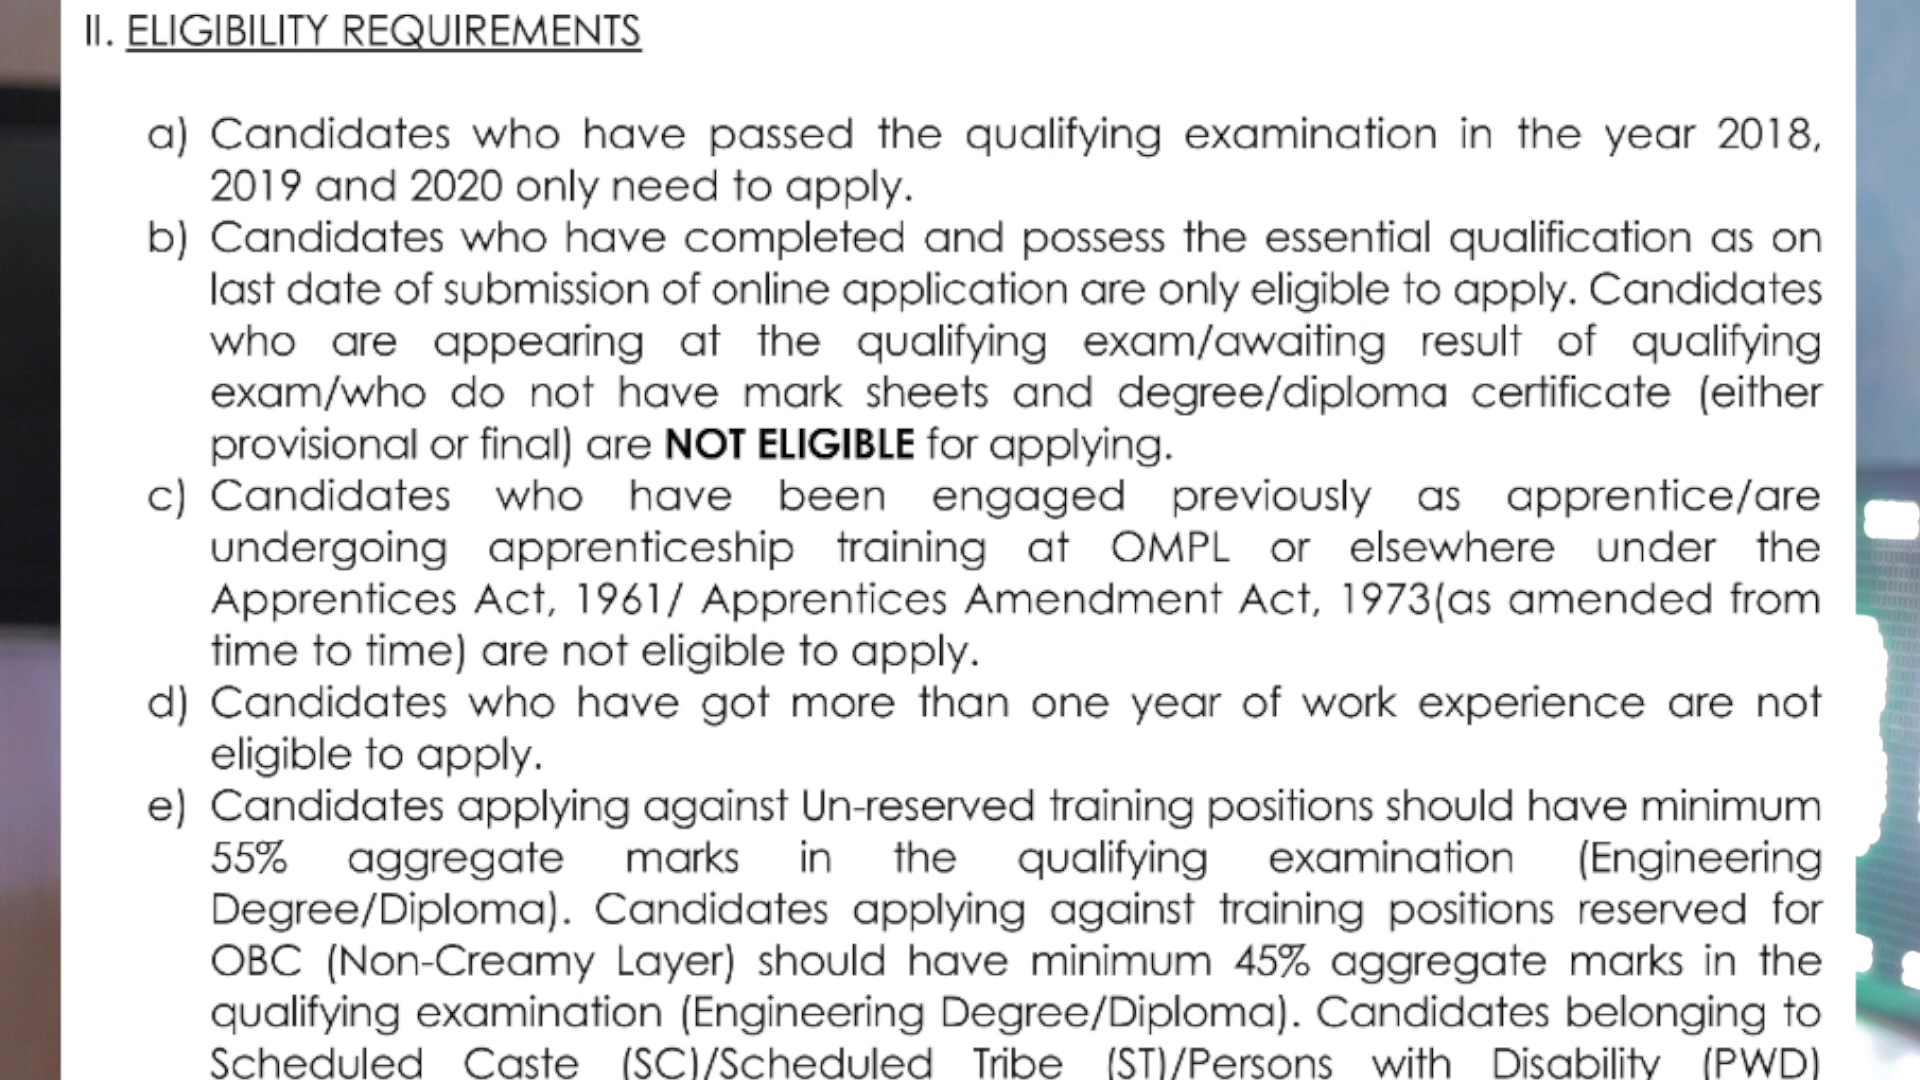 II. ELIGIBILITY REQUIREMENTS
a) Candidates who have passed the qualifying examination in the year 2018,
2019 and 2020 only need to apply.
b) Candidates who have completed and possess the essential qualification as on
last date of submission of online application are only eligible to apply. Candidates
who are appearing at the qualifying exam/awaiting result of qualifying
exam/who do not have mark sheets and degree/diploma certificate (either
provisional or final) are NOT ELIGIBLE for applying.
c) Candidates who have been engaged previously as apprentice/are
undergoing apprenticeship training at OMPL or elsewhere under the
Apprentices Act, 1961/ Apprentices Amendment Act, 1973(as amended from
time to time) are not eligible to apply.
d) Candidates who have got more than one year of work experience are not
eligible to apply.
e) Candidates applying against Un-reserved training positions should have minimum
55% aggregate marks in the qualifying examination (Engineering
Degree/Diploma). Candidates applying against training positions reserved for
OBC (Non-Creamy Layer) should have minimum 45% aggregate marks in the
qualifying examination (Engineering Degree/Diploma). Candidates belonging to
Scheduled Caste (SC)/Scheduled Tribe (ST)/Persons with Disability (PWD)